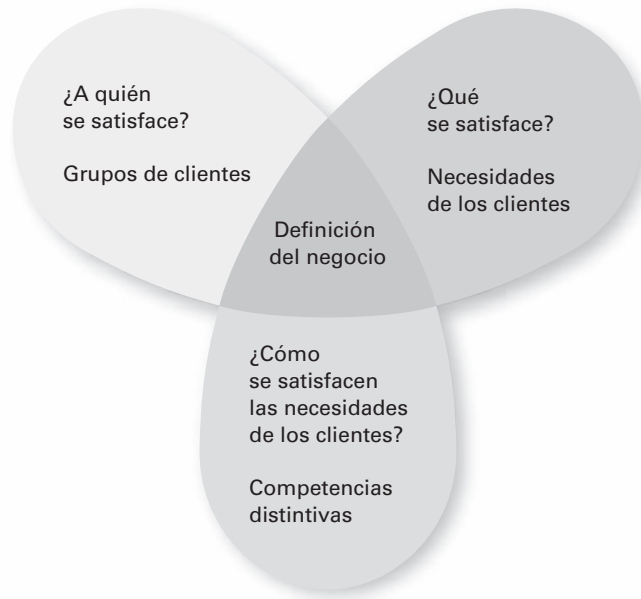 ¿A quién
se satisface?
Grupos de clientes
¿Qué
se satisface?
Necesidades
de los clientes
Definición
del negocio
¿Cómo
se satisfacen
las necesidades
de los clientes?
Competencias
distintivas